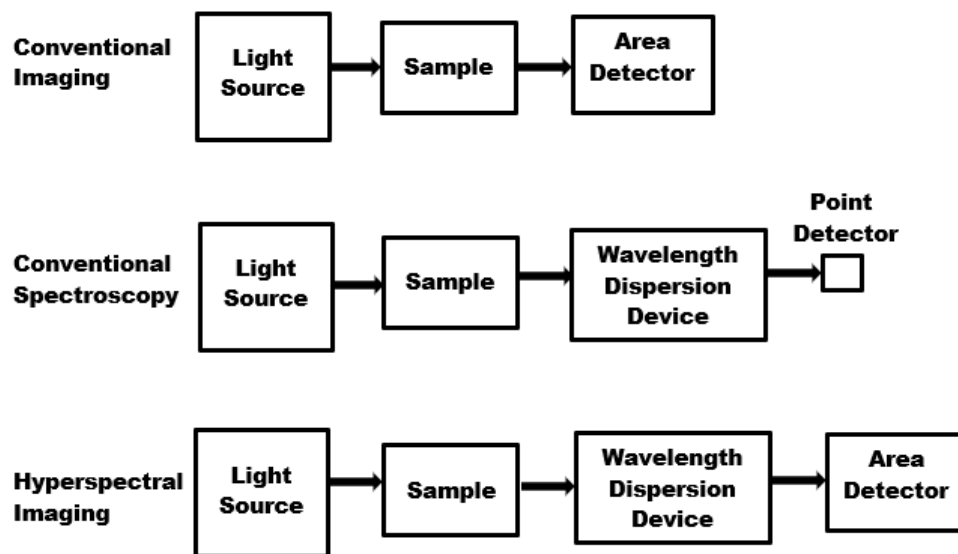 Conventional
Imaging
Light
Source
Sample
Area
Detector
Conventional
Spectroscopy
Light
Source
Sample
Wavelength
Dispersion
Device
Point
Detector
Hyperspectral
Imaging
Light
Source
Sample
Wavelength
Dispersion
Device
Area
Detector